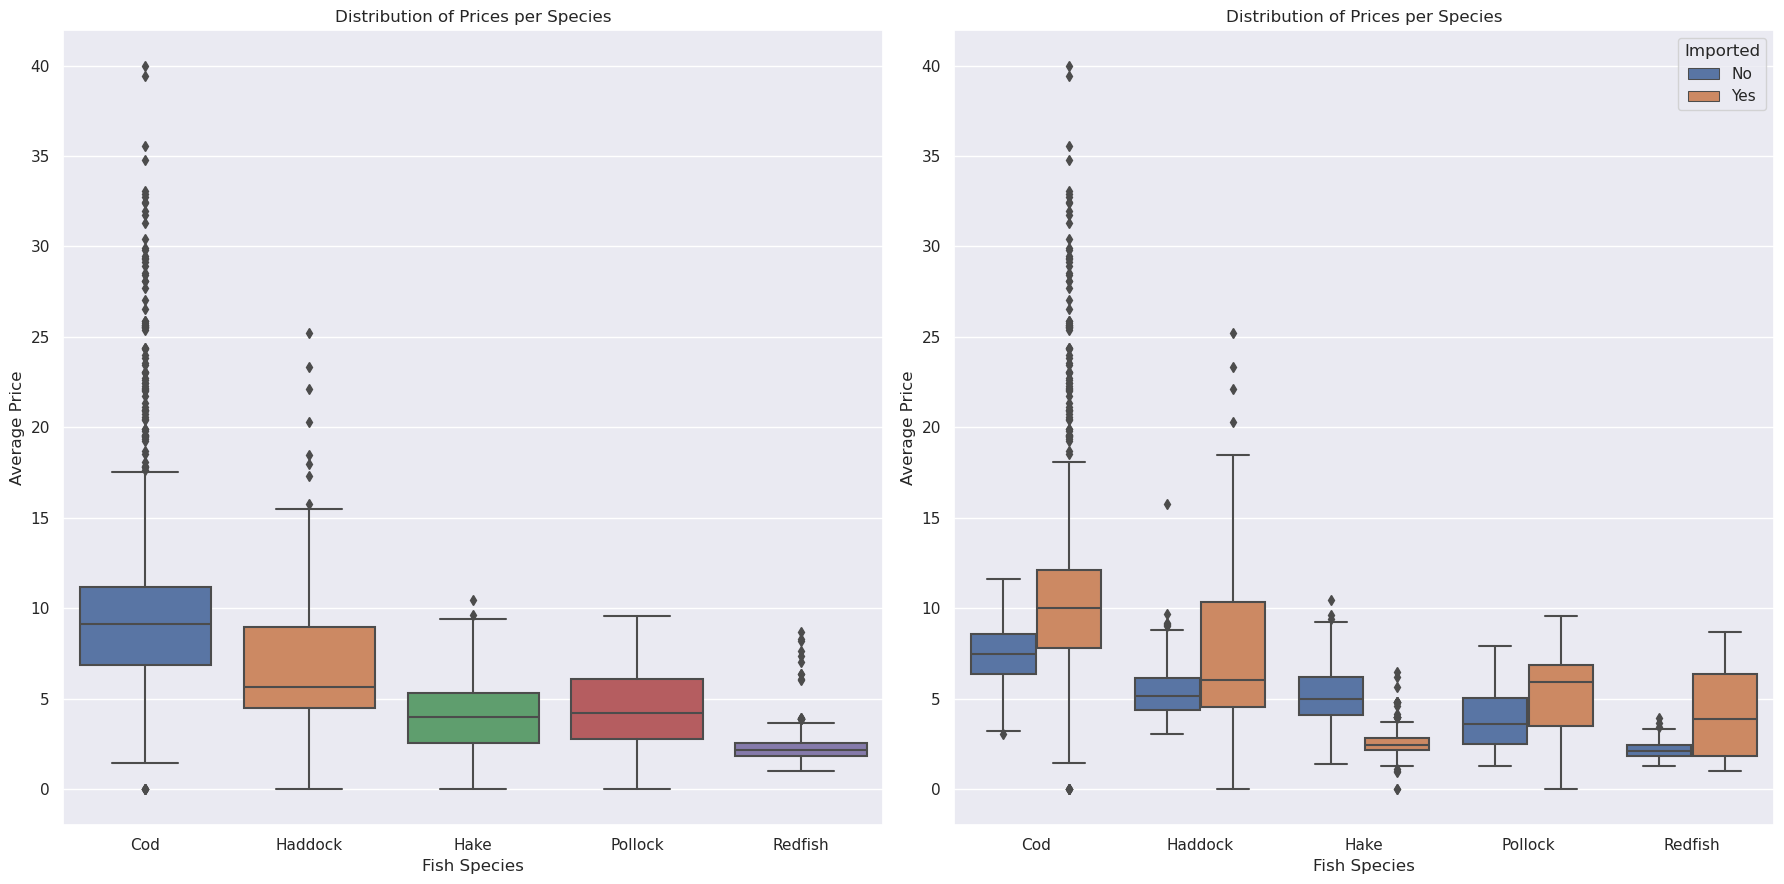 Distribution of Prices per Species
40
35
30
25
20
15
10
5
0
Average Price
Cod Haddock Hake Pollock Redfish
Fish Species
Distribution of Prices per Species
Imported
No
Yes
40
35
30
25
20
15
10
5
0
Average Price
Cod Haddock Hake Pollock Redfish
Fish Species